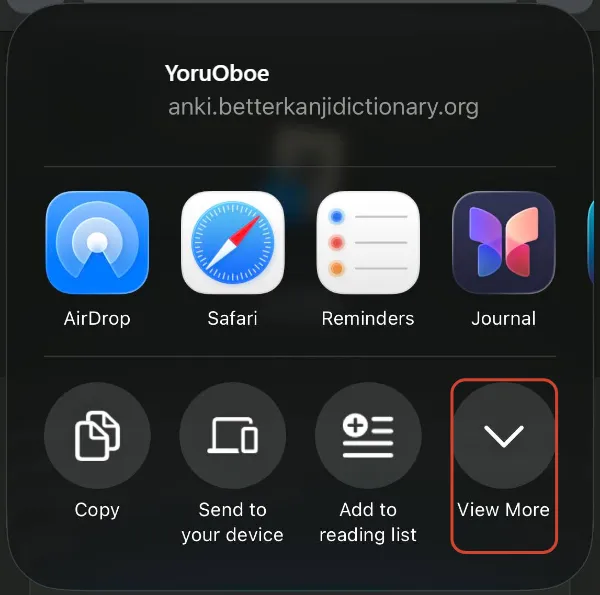 YoruOboe
anki.betterkanjidictionary.org
AirDrop
Safari
Reminders
Journal
Copy
Send to
your device
Add to
reading list
View More